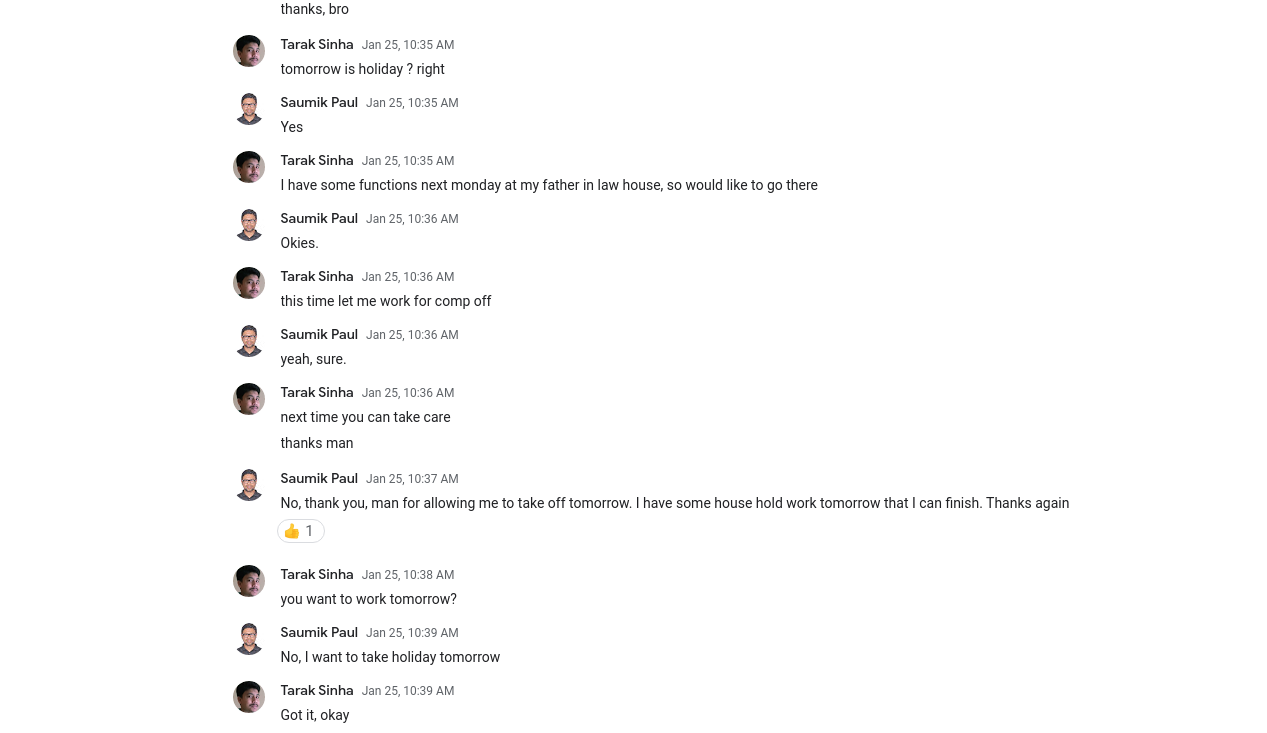 thanks, bro
Tarak Sinha Jan 25, 10:35 AM
tomorrow is holiday ? right
Saumik Paul Jan 25, 10:35 AM
Yes
Tarak Sinha Jan 25, 10:35 AM
I have some functions next monday at my father in law house, so would like to go there
Saumik Paul Jan 25, 10:36 AM
Okies.
Tarak Sinha Jan 25, 10:36 AM
this time let me work for comp off
Saumik Paul Jan 25, 10:36 AM
yeah, sure.
Tarak Sinha Jan 25, 10:36 AM
next time you can take care
thanks man
Saumik Paul Jan 25, 10:37 AM
No, thank you, man for allowing me to take off tomorrow. I have some house hold work tomorrow that I can finish. Thanks again
👍 1
Tarak Sinha Jan 25, 10:38 AM
you want to work tomorrow?
Saumik Paul Jan 25, 10:39 AM
No, I want to take holiday tomorrow
Tarak Sinha Jan 25, 10:39 AM
Got it, okay